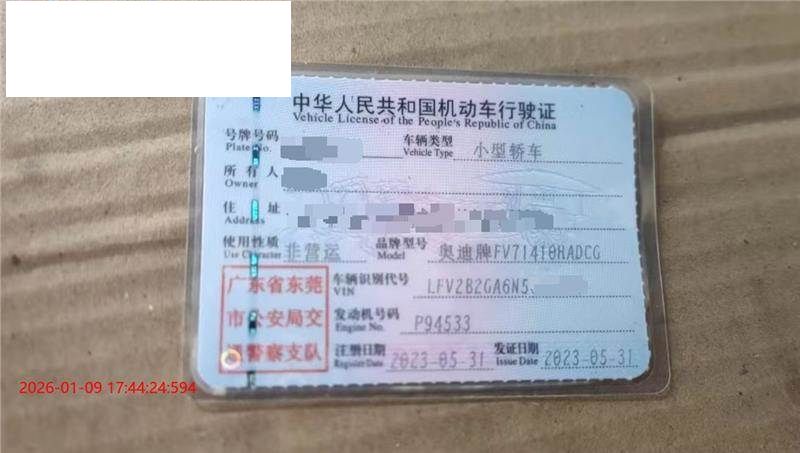 中华人民共和国机动车行驶证
Vehicle License of the People's Republic of China
号牌号码
Plate No.
车辆类型
Vehicle Type
小型轿车
所有人
Owner
住址
Address
使用性质
Use Character
非营运
品牌型号
Model
奥迪牌FV7141OHADCG
广东省东莞
市公安局交
通警察支队
车辆识别代号
VIN
LFV2B2GA6N5
发动机号码
Engine No.
P94533
注册日期
Register Date
2023-05-31
发证日期
Issue Date
2023-05-31
2026-01-09 17:44:24:594